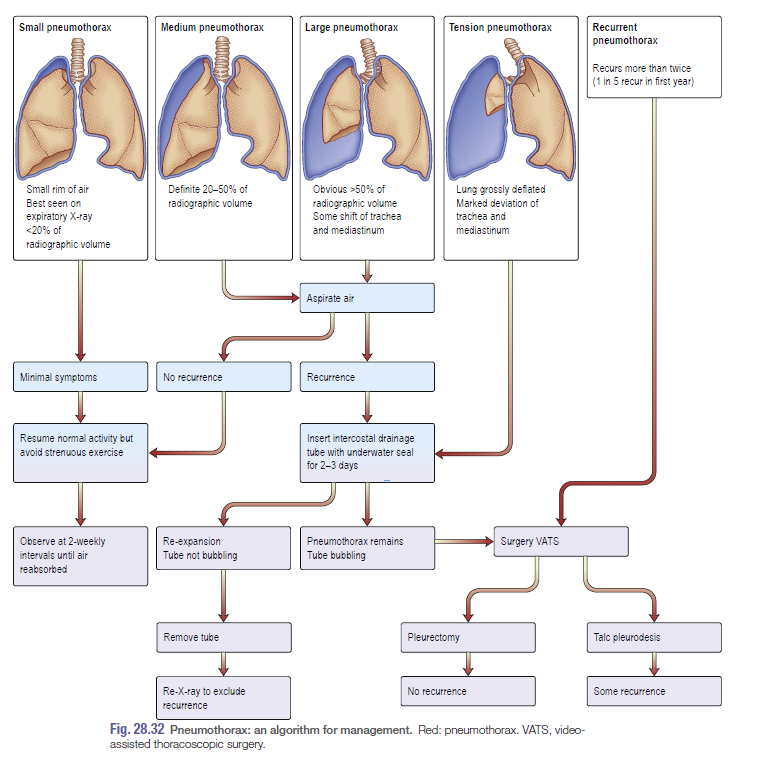 Small pneumothorax
Small rim of air
Best seen on
expiratory X-ray
<20% of
radiographic volume
Medium pneumothorax
Definite 20–50% of
radiographic volume
Large pneumothorax
Obvious >50% of
radiographic volume
Some shift of trachea
and mediastinum
Tension pneumothorax
Lung grossly deflated
Marked deviation of
trachea and
mediastinum
Recurrent
pneumothorax
Recurs more than twice
(1 in 5 recur in first year)
Aspirate air
Minimal symptoms
No recurrence
Recurrence
Resume normal activity but
avoid strenuous exercise
Insert intercostal drainage
tube with underwater seal
for 2–3 days
Observe at 2-weekly
intervals until air
reabsorbed
Re-expansion
Tube not bubbling
Pneumothorax remains
Tube bubbling
Surgery VATS
Remove tube
Pleurectomy
Talc pleurodesis
Re-X-ray to exclude
recurrence
No recurrence
Some recurrence
Fig. 28.32 Pneumothorax: an algorithm for management. Red: pneumothorax. VATS, video-
assisted thoracoscopic surgery.